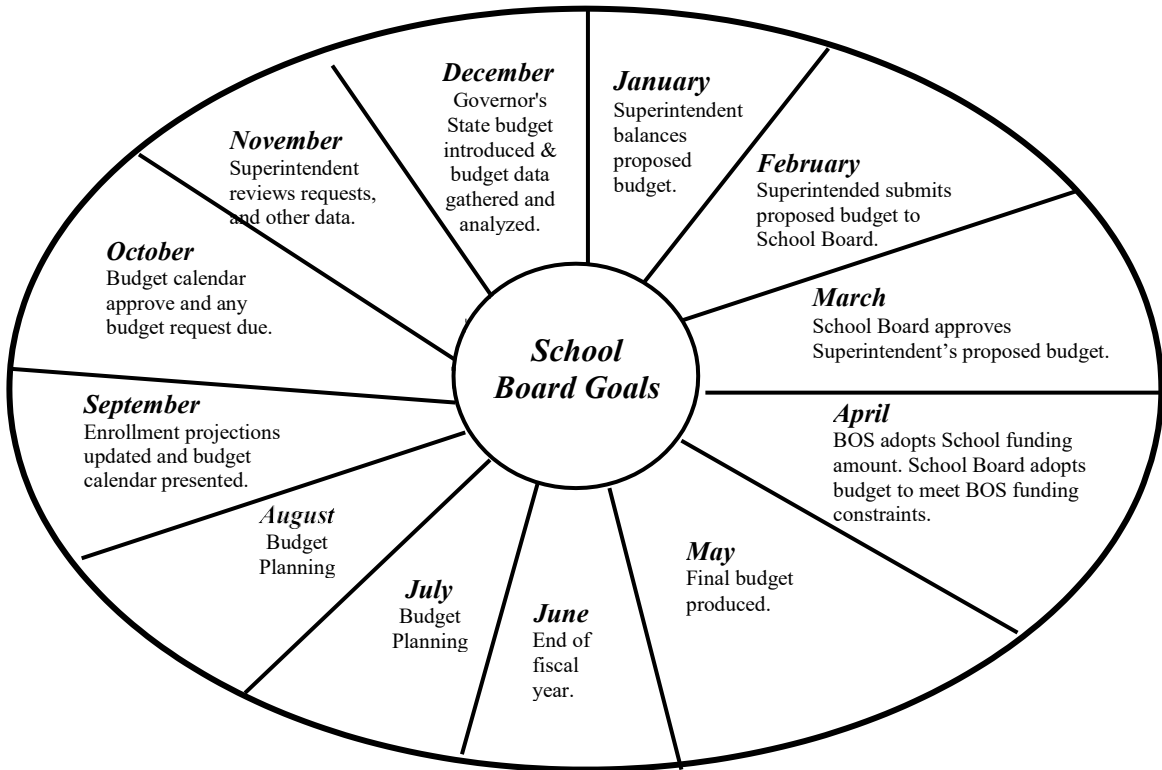 December
Governor's
State budget
introduced &
budget data
gathered and
analyzed.
January
Superintendent
balances
proposed
budget.
February
Superintended submits
proposed budget to
School Board.
March
School Board approves
Superintendent’s proposed budget.
April
BOS adopts School funding
amount. School Board adopts
budget to meet BOS funding
constraints.
May
Final budget
produced.
June
End of
fiscal
year.
July
Budget
Planning
August
Budget
Planning
September
Enrollment projections
updated and budget
calendar presented.
October
Budget calendar
approve and any
budget request due.
November
Superintendent
reviews requests,
and other data.
School
Board Goals